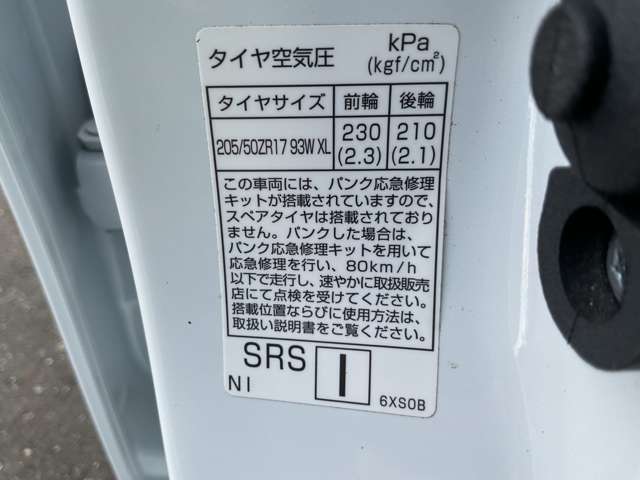 タイヤ空気圧 kPa
(kgf/cm²)
タイヤサイズ 前輪 後輪
205/50ZR17 93W XL 230 210
(2.3) (2.1)
この車両には、パンク応急修理
キットが搭載されていますので、
スペアタイヤは搭載されており
ません。パンクした場合は、
パンク応急修理キットを用いて
応急修理を行い、80km/h
以下で走行し、速やかに取扱販売
店にて点検を受けてください。
搭載位置ならびに使用方法は、
取扱い説明書をご覧ください。
SRS I
NI 6XS0B